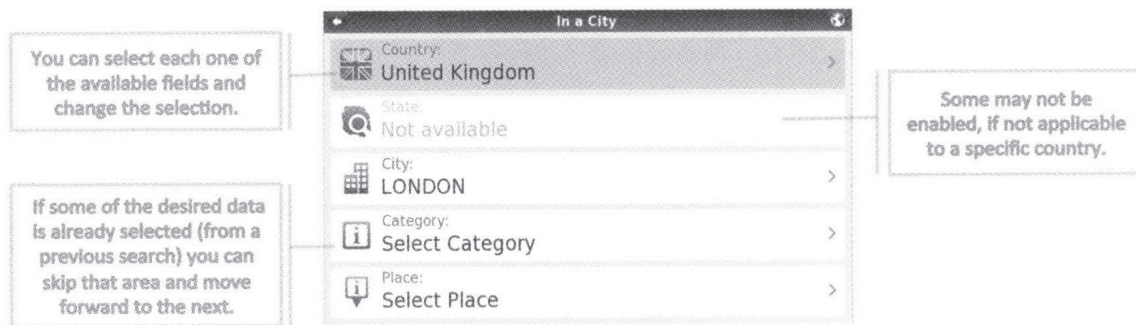 In a City
You can select each one of
the available fields and
change the selection.
Country:
United Kingdom
State:
Not available
Some may not be
enabled, if not applicable
to a specific country.
City:
LONDON
If some of the desired data
is already selected (from a
previous search) you can
skip that area and move
forward to the next.
Category:
Select Category
Place:
Select Place